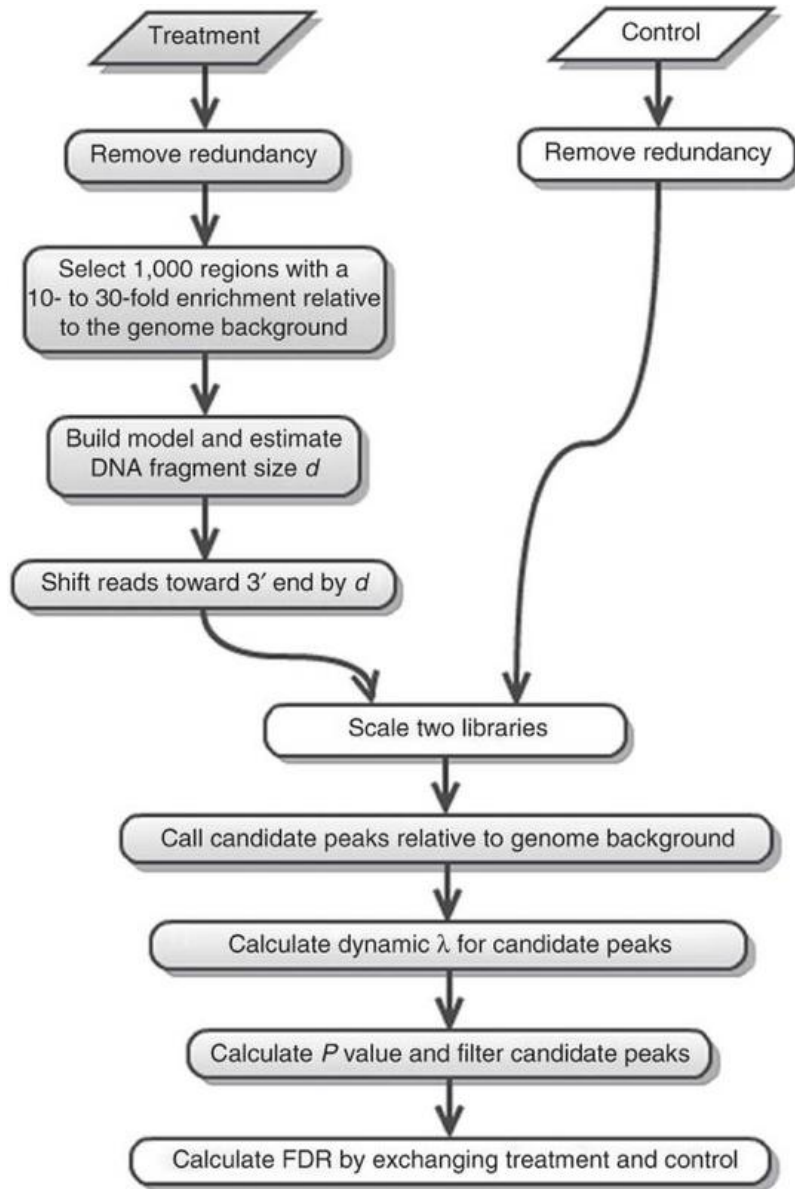 Treatment
Control
Remove redundancy
Remove redundancy
Select 1,000 regions with a
10- to 30-fold enrichment relative
to the genome background
Build model and estimate
DNA fragment size d
Shift reads toward 3′ end by d
Scale two libraries
Call candidate peaks relative to genome background
Calculate dynamic λ for candidate peaks
Calculate P value and filter candidate peaks
Calculate FDR by exchanging treatment and control